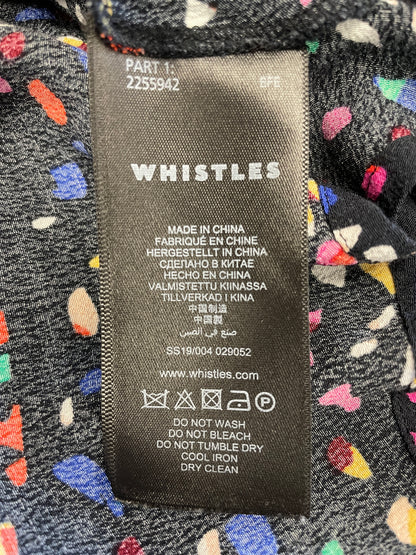 PART 1:
2255942 EFE
WHISTLES
MADE IN CHINA
FABRIQUÉ EN CHINE
HERGESTELLT IN CHINA
СДЕЛАНО В КИТАЕ
HECHO EN CHINA
VALMISTETTU KIINASSA
TILLVERKAD I KINA
中国制造
中國製
صنع في الصين
SS19/004 029052
www.whistles.com
P
DO NOT WASH
DO NOT BLEACH
DO NOT TUMBLE DRY
COOL IRON
DRY CLEAN